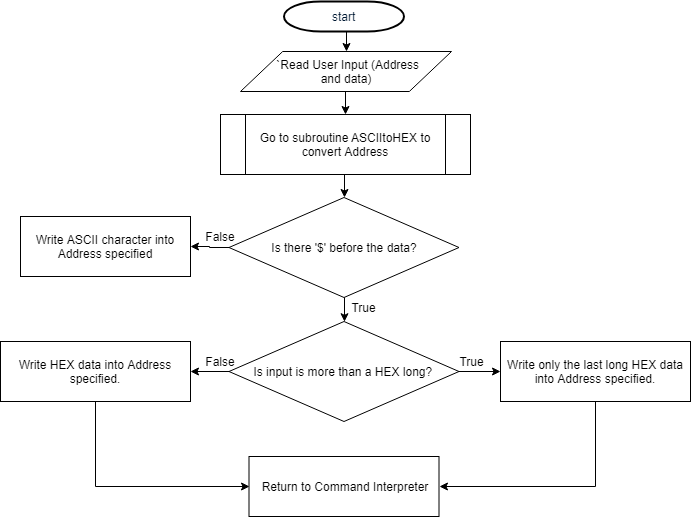 start
`Read User Input (Address
and data)
Go to subroutine ASCIItoHEX to
convert Address
Is there '$' before the data?
False
Write ASCII character into
Address specified
True
Is input is more than a HEX long?
False
Write HEX data into Address
specified.
True
Write only the last long HEX data
into Address specified.
Return to Command Interpreter